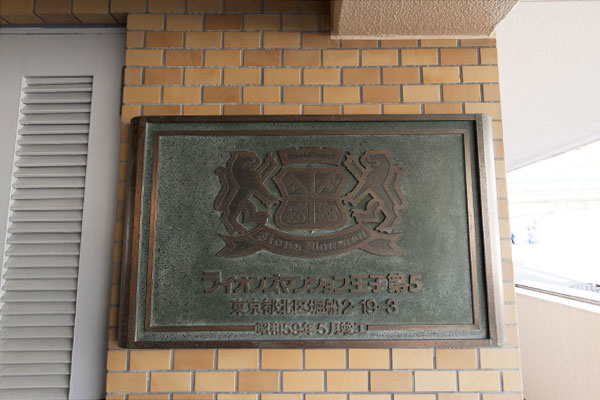 Lions Mansion
ライオンズマンション王子第5
東京都北区堀船2-19-3
昭和59年5月竣工